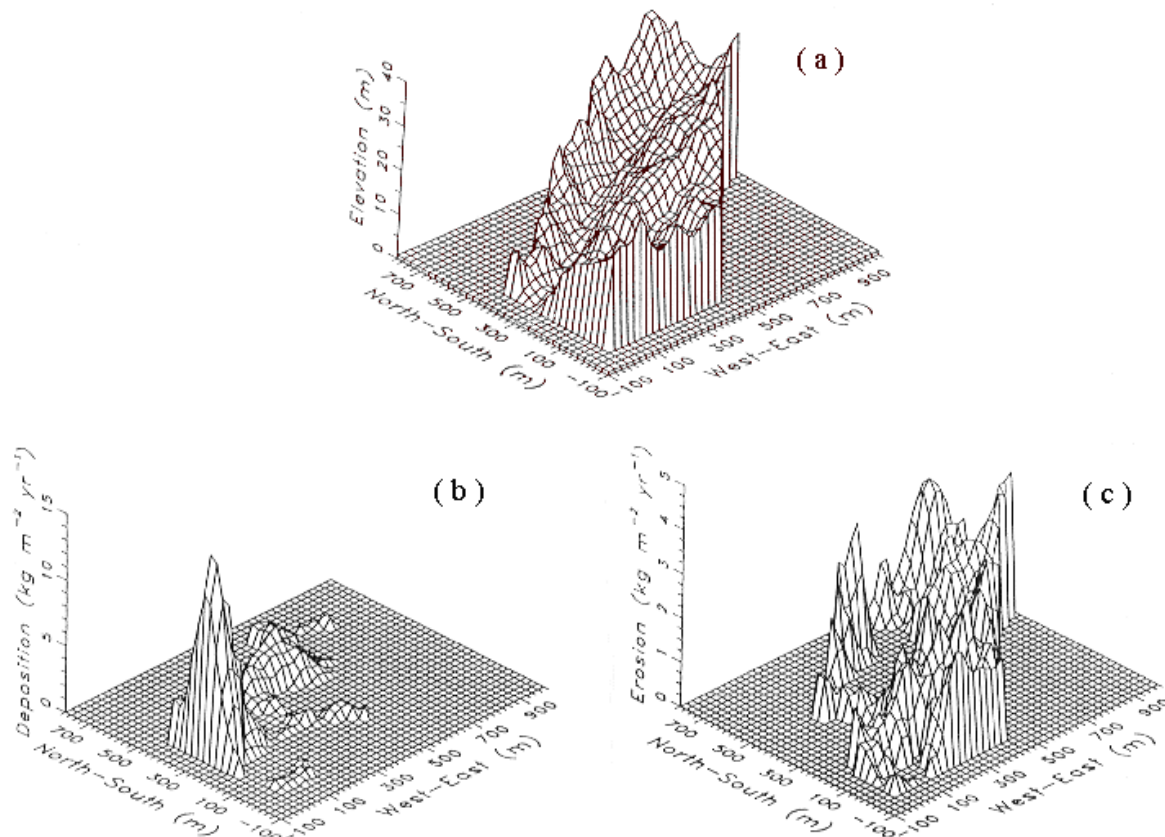 ( a )
Elevation (m)
0 10 20 30 40
North-South (m)
700 500 300 100 -100
West-East (m)
-100 100 300 500 700 900
( b )
Deposition (kg m⁻² yr⁻¹)
0 5 10 15
North-South (m)
700 500 300 100 -100
West-East (m)
-100 100 300 500 700 900
( c )
Erosion (kg m⁻² yr⁻¹)
0 1 2 3 4 5
North-South (m)
700 500 300 100 -100
West-East (m)
-100 100 300 500 700 900